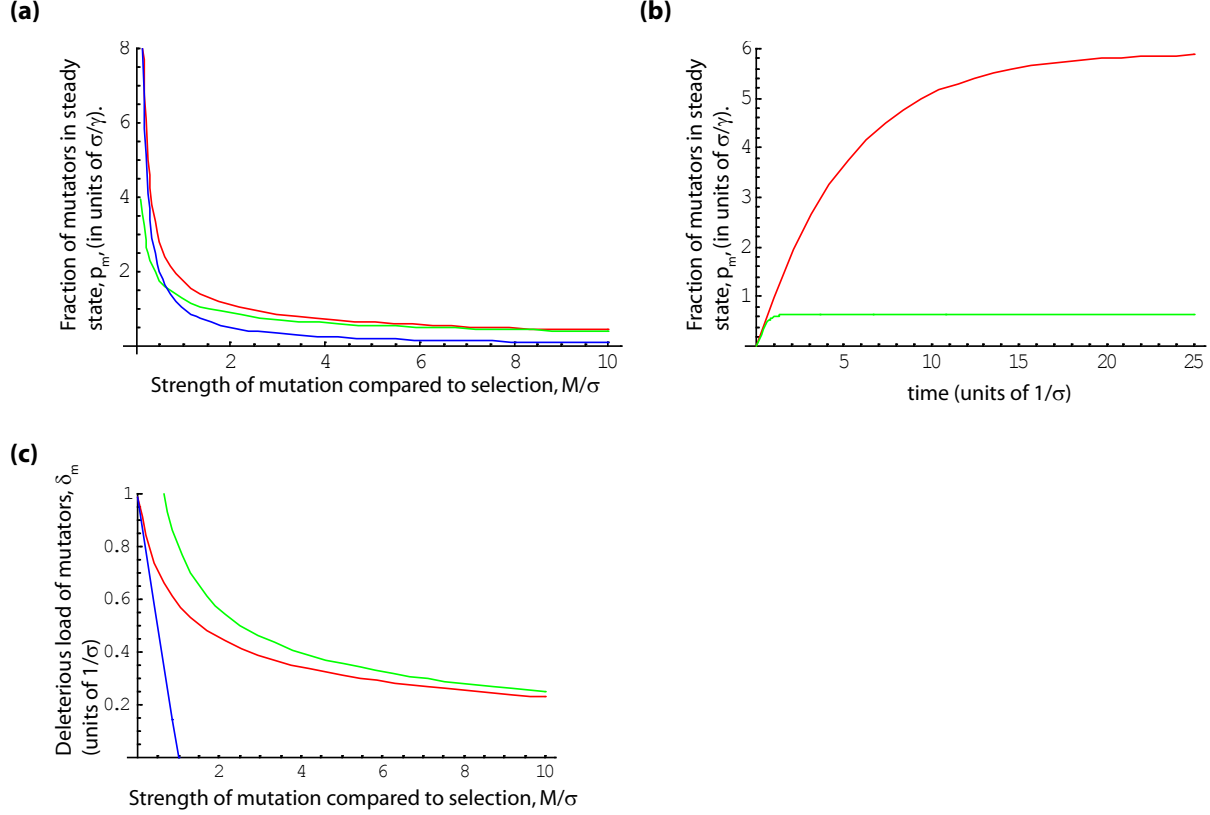 (a)
8
6
4
2
2
4
6
8
10
Fraction of mutators in steady
state, pm, (in units of σ/γ).
Strength of mutation compared to selection, M/σ
(b)
6
5
4
3
2
1
5
10
15
20
25
Fraction of mutators in steady
state, pm, (in units of σ/γ).
time (units of 1/σ)
(c)
1
0.8
0.6
0.4
0.2
2
4
6
8
10
Deleterious load of mutators, δm
(units of 1/σ)
Strength of mutation compared to selection, M/σ